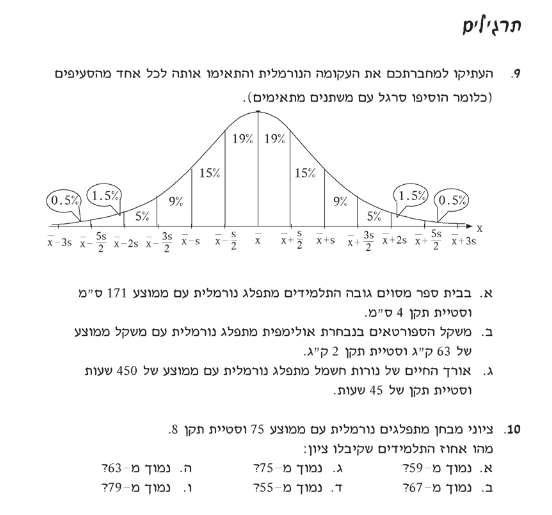 תרגילים
9. העתיקו למחברתכם את העקומה הנורמלית והתאימו אותה לכל אחד מהסעיפים
(כלומר הוסיפו סרגל עם משתנים מתאימים).
19% 19%
15% 15%
9% 9%
0.5% 1.5% 5% 5% 1.5% 0.5%
x
x̄−3s x̄−5s/2 x̄−2s x̄−3s/2 x̄−s x̄−s/2 x̄ x̄+s/2 x̄+s x̄+3s/2 x̄+2s x̄+5s/2 x̄+3s
א. בבית ספר מסוים גובה התלמידים מתפלג נורמלית עם ממוצע 171 ס"מ
וסטיית תקן 4 ס"מ.
ב. משקל הספורטאים בנבחרת אולימפית מתפלג נורמלית עם משקל ממוצע
של 63 ק"ג וסטיית תקן 2 ק"ג.
ג. אורך החיים של נורות חשמל מתפלג נורמלית עם ממוצע של 450 שעות
וסטיית תקן של 45 שעות.
10. ציוני מבחן מתפלגים נורמלית עם ממוצע 75 וסטיית תקן 8.
מהו אחוז התלמידים שקיבלו ציון:
א. נמוך מ-59? ג. נמוך מ-75? ה. נמוך מ-63?
ב. נמוך מ-67? ד. נמוך מ-55? ו. נמוך מ-79?